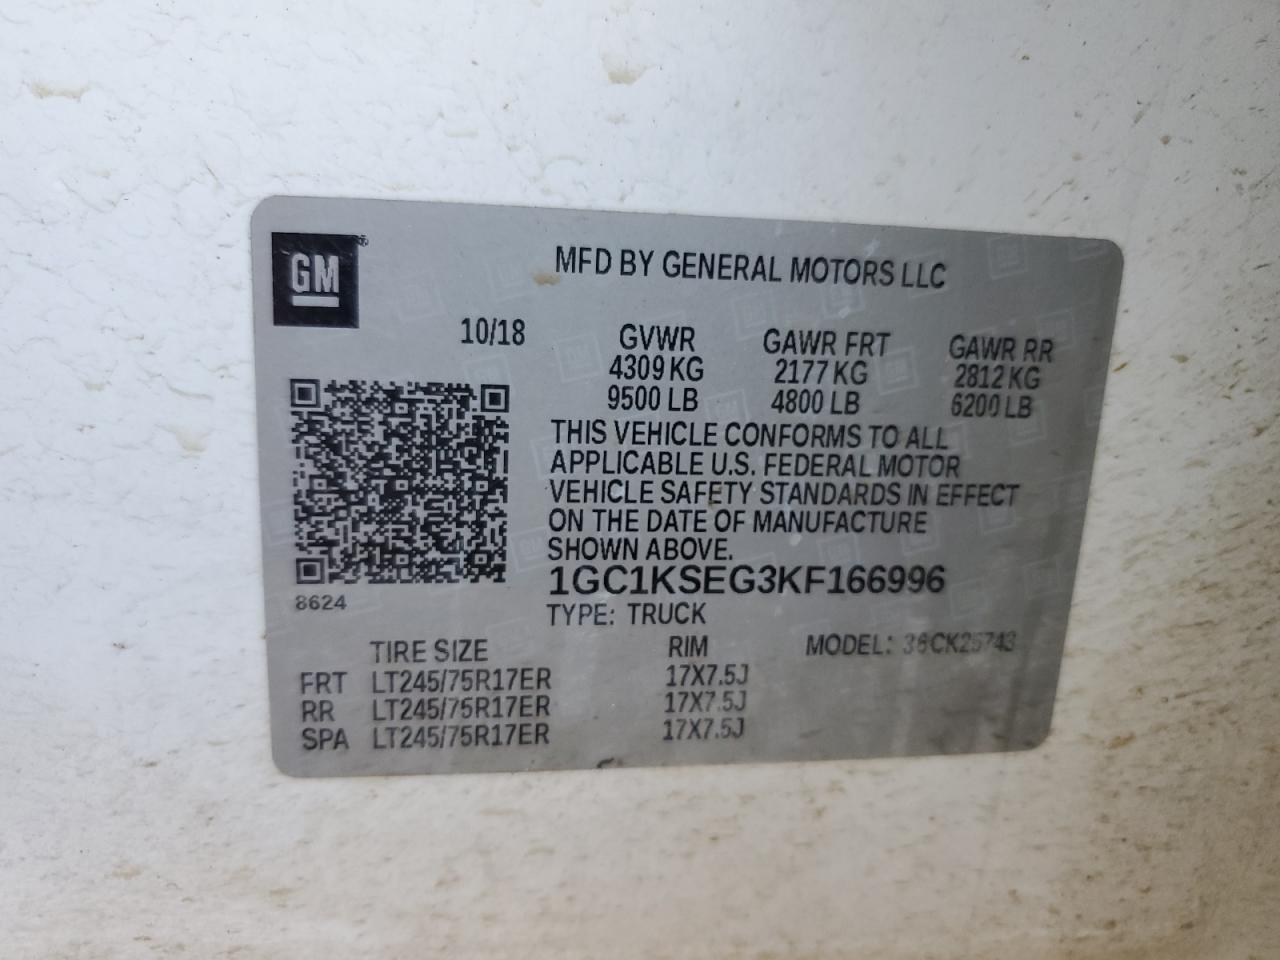 GM
MFD BY GENERAL MOTORS LLC
10/18 GVWR GAWR FRT GAWR RR
4309 KG 2177 KG 2812 KG
9500 LB 4800 LB 6200 LB
THIS VEHICLE CONFORMS TO ALL
APPLICABLE U.S. FEDERAL MOTOR
VEHICLE SAFETY STANDARDS IN EFFECT
ON THE DATE OF MANUFACTURE
SHOWN ABOVE.
1GC1KSEG3KF166996
8624
TYPE: TRUCK
TIRE SIZE RIM MODEL: 36CK25743
FRT LT245/75R17ER 17X7.5J
RR LT245/75R17ER 17X7.5J
SPA LT245/75R17ER 17X7.5J